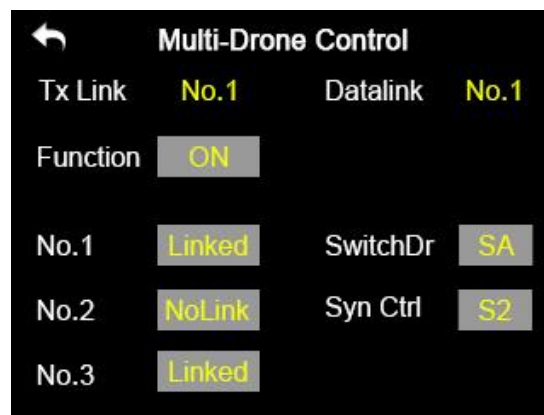 Multi-Drone Control
Tx Link No.1 Datalink No.1
Function ON
No.1 Linked SwitchDr SA
No.2 NoLink Syn Ctrl S2
No.3 Linked